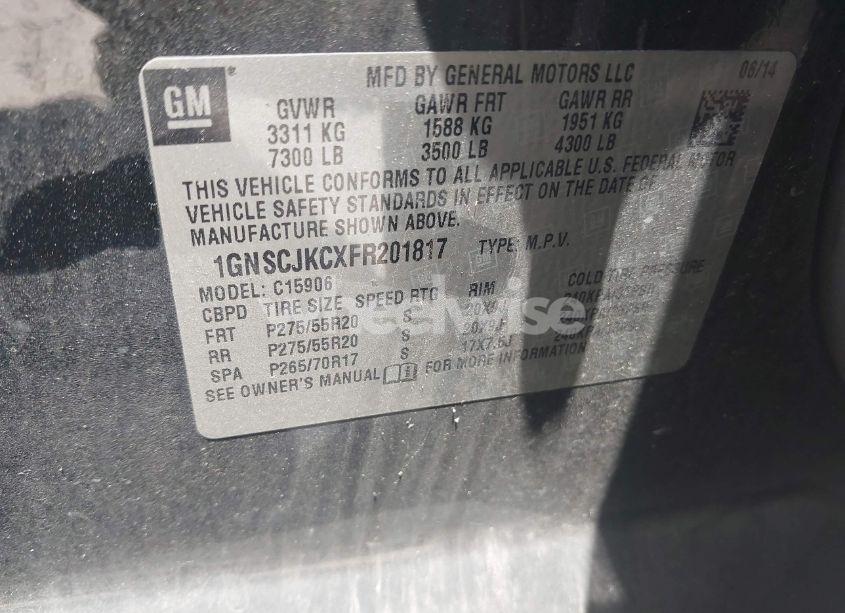 GM
MFD BY GENERAL MOTORS LLC
06/14
GVWR GAWR FRT GAWR RR
3311 KG 1588 KG 1951 KG
7300 LB 3500 LB 4300 LB
THIS VEHICLE CONFORMS TO ALL APPLICABLE U.S. FEDERAL MOTOR
VEHICLE SAFETY STANDARDS IN EFFECT ON THE DATE OF
MANUFACTURE SHOWN ABOVE.
1GNSCJKCXFR201817 TYPE: M.P.V.
MODEL: C15906
CBPD TIRE SIZE SPEED RTG RIM COLD TIRE PRESSURE
FRT P275/55R20 S
RR P275/55R20 S
SPA P265/70R17 S 17X7.5J
SEE OWNER'S MANUAL FOR MORE INFORMATION